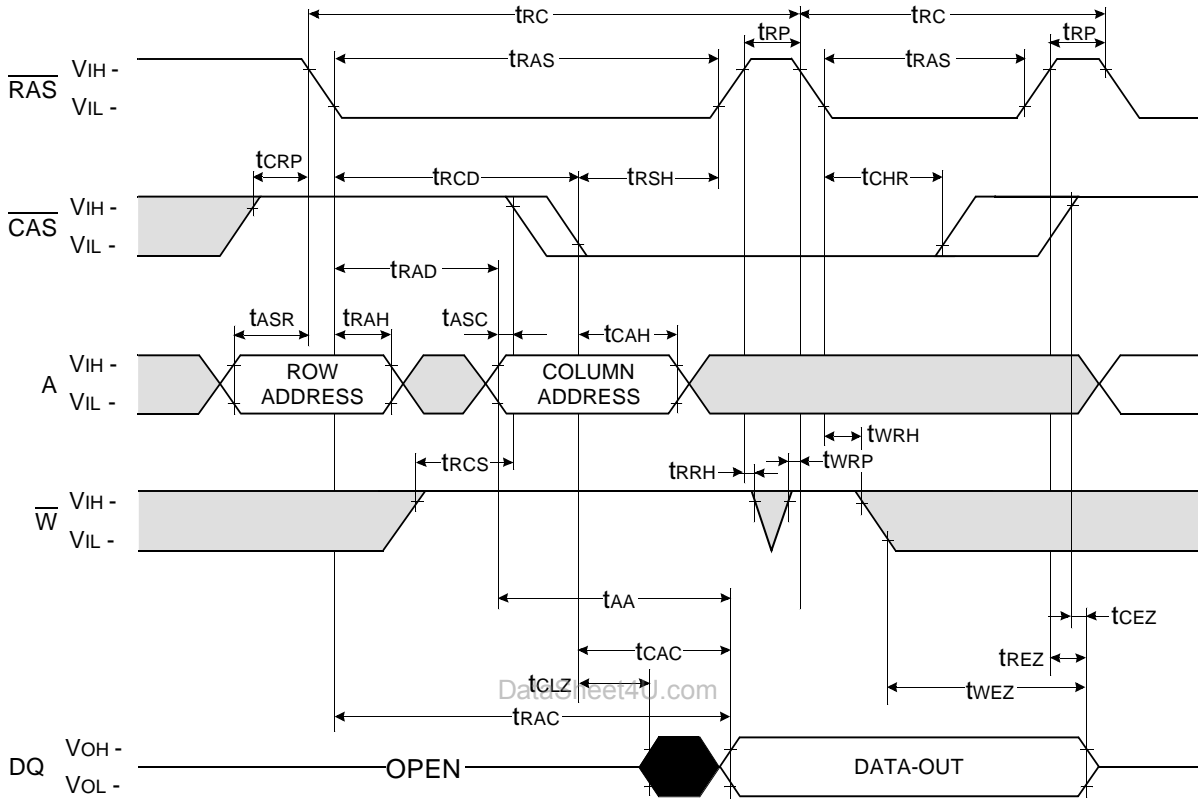 tRC tRC
tRP tRP
tRAS tRAS
RAS VIH -
VIL -
tCRP tRCD tRSH tCHR
CAS VIH -
VIL -
tRAD
tASR tRAH tASC tCAH
A VIH -
VIL -
ROW
ADDRESS
COLUMN
ADDRESS
tWRH
tRCS tRRH tWRP
W VIH -
VIL -
tAA
tCEZ
tCAC tREZ
tCLZ tWEZ
DataSheet4U.com
tRAC
DQ VOH -
VOL -
OPEN DATA-OUT